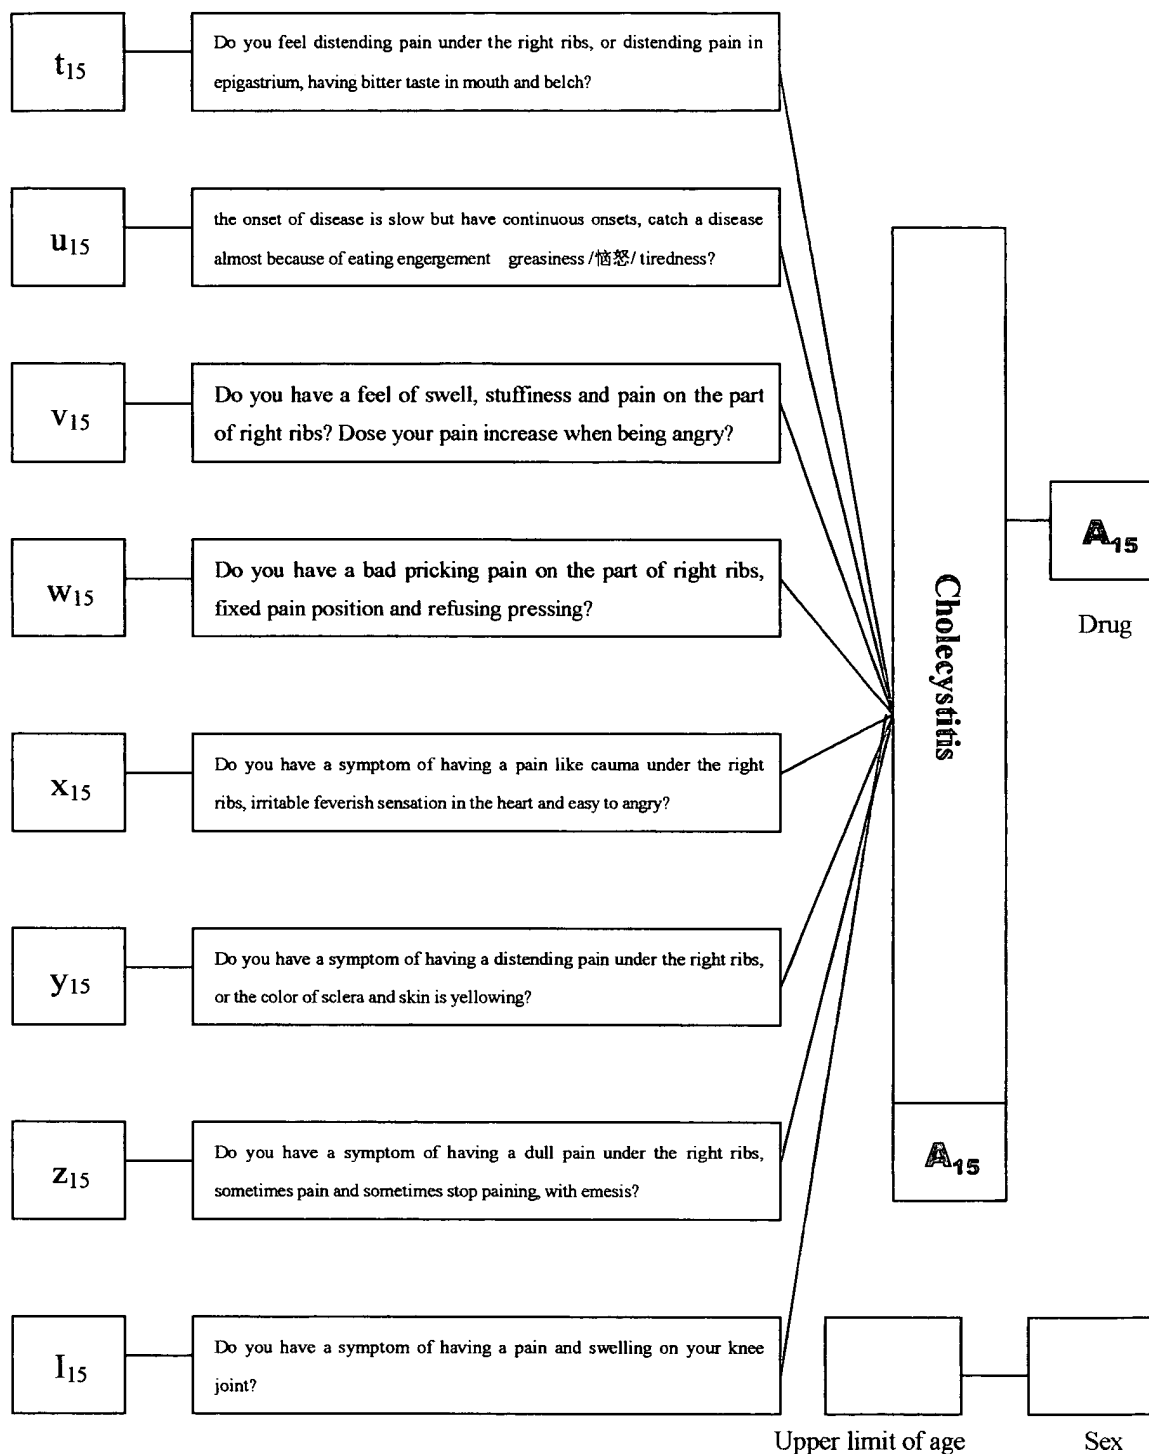 t15
Do you feel distending pain under the right ribs, or distending pain in
epigastrium, having bitter taste in mouth and belch?
u15
the onset of disease is slow but have continuous onsets, catch a disease
almost because of eating engergement greasiness /恼怒/ tiredness?
v15
Do you have a feel of swell, stuffiness and pain on the part
of right ribs? Dose your pain increase when being angry?
w15
Do you have a bad pricking pain on the part of right ribs,
fixed pain position and refusing pressing?
x15
Do you have a symptom of having a pain like cauma under the right
ribs, irritable feverish sensation in the heart and easy to angry?
y15
Do you have a symptom of having a distending pain under the right ribs,
or the color of sclera and skin is yellowing?
z15
Do you have a symptom of having a dull pain under the right ribs,
sometimes pain and sometimes stop paining, with emesis?
I15
Do you have a symptom of having a pain and swelling on your knee
joint?
Cholecystitis
A15
A15
Drug
Upper limit of age
Sex